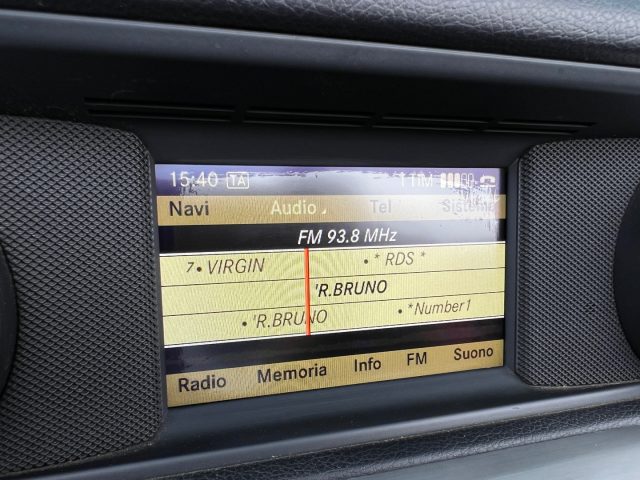 15:40 TA TIM
Navi Audio Tel Sistema
FM 93.8 MHz
7• VIRGIN • * RDS *
'R.BRUNO
• 'R.BRUNO • *Number1
Radio Memoria Info FM Suono